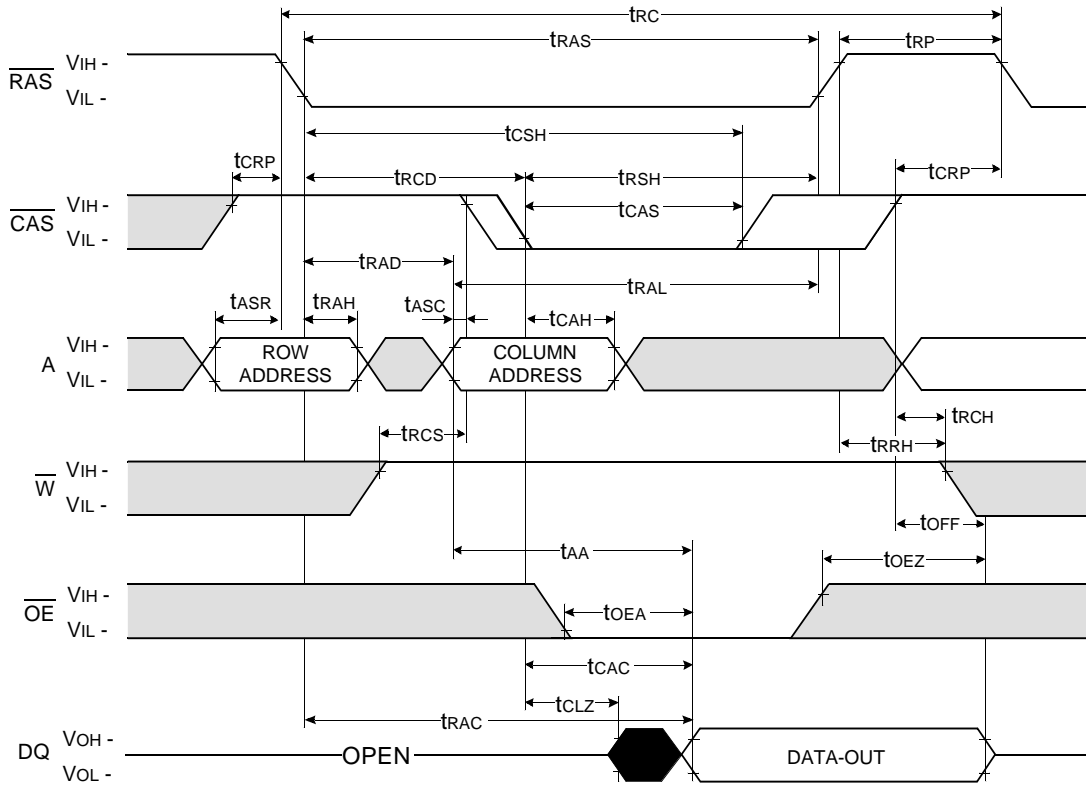 tRC
tRAS
tRP
RAS
VIH -
VIL -
tCSH
tCRP
tRCD
tRSH
tCRP
CAS
VIH -
VIL -
tCAS
tRAD
tRAL
tASR
tRAH
tASC
tCAH
A
VIH -
VIL -
ROW
ADDRESS
COLUMN
ADDRESS
tRCH
tRCS
tRRH
W
VIH -
VIL -
tOFF
tAA
tOEZ
OE
VIH -
VIL -
tOEA
tCAC
tCLZ
tRAC
DQ
VOH -
VOL -
OPEN
DATA-OUT